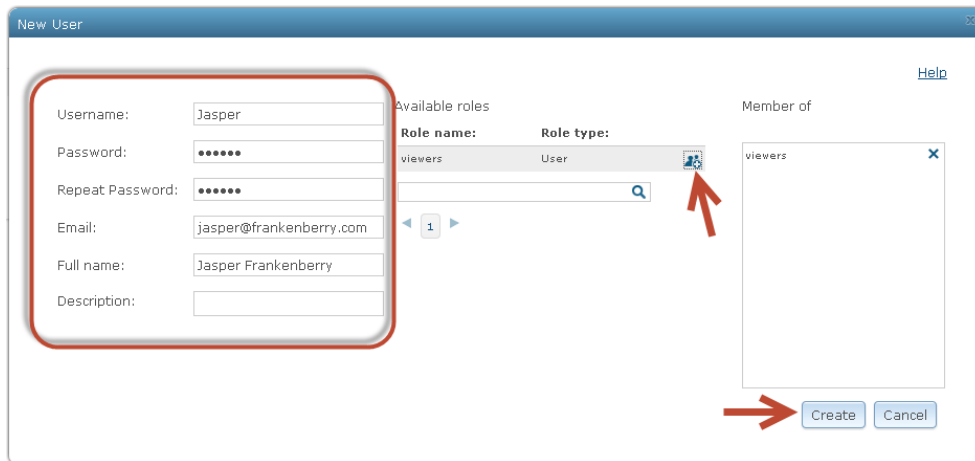 New User
Help
Username: Jasper
Password: ••••••
Repeat Password: ••••••
Email: jasper@frankenberry.com
Full name: Jasper Frankenberry
Description:
Available roles
Role name: Role type:
viewers User
1
Member of
viewers
Create Cancel